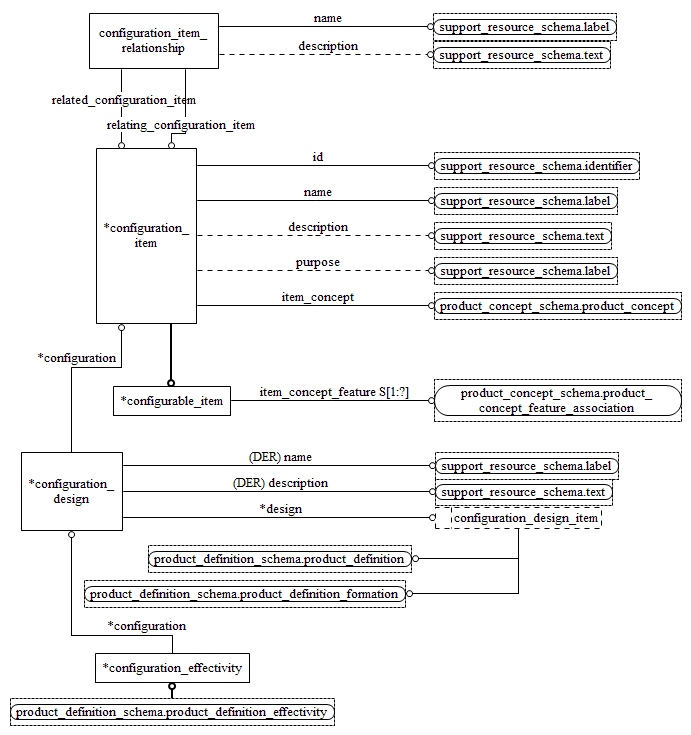 name
configuration_item_
relationship
support_resource_schema.label
description
support_resource_schema.text
related_configuration_item
relating_configuration_item
id
support_resource_schema.identifier
name
support_resource_schema.label
*configuration_
item
description
support_resource_schema.text
purpose
support_resource_schema.label
item_concept
product_concept_schema.product_concept
*configuration
*configurable_item
item_concept_feature S[1:?]
product_concept_schema.product_
concept_feature_association
(DER) name
support_resource_schema.label
*configuration_
design
(DER) description
support_resource_schema.text
*design
configuration_design_item
product_definition_schema.product_definition
product_definition_schema.product_definition_formation
*configuration
*configuration_effectivity
product_definition_schema.product_definition_effectivity